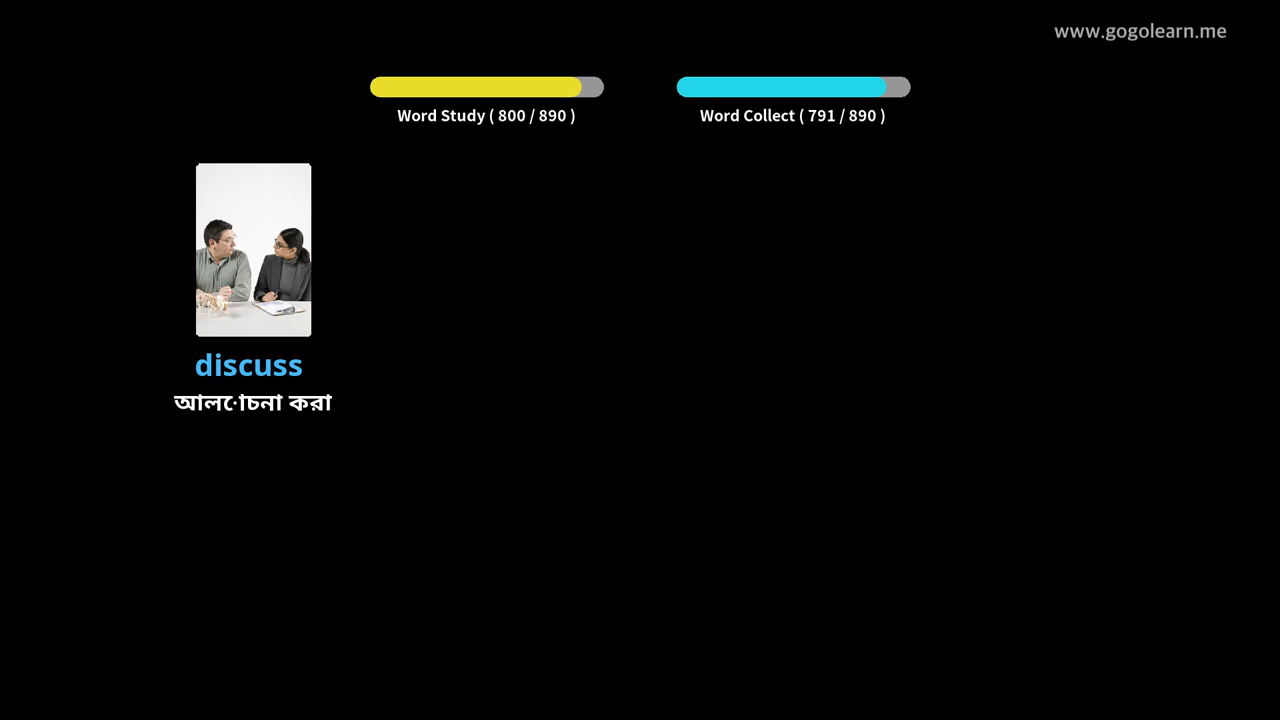 www.gogolearn.me
Word Study ( 800 / 890 )
Word Collect ( 791 / 890 )
discuss
আলোচনা করা